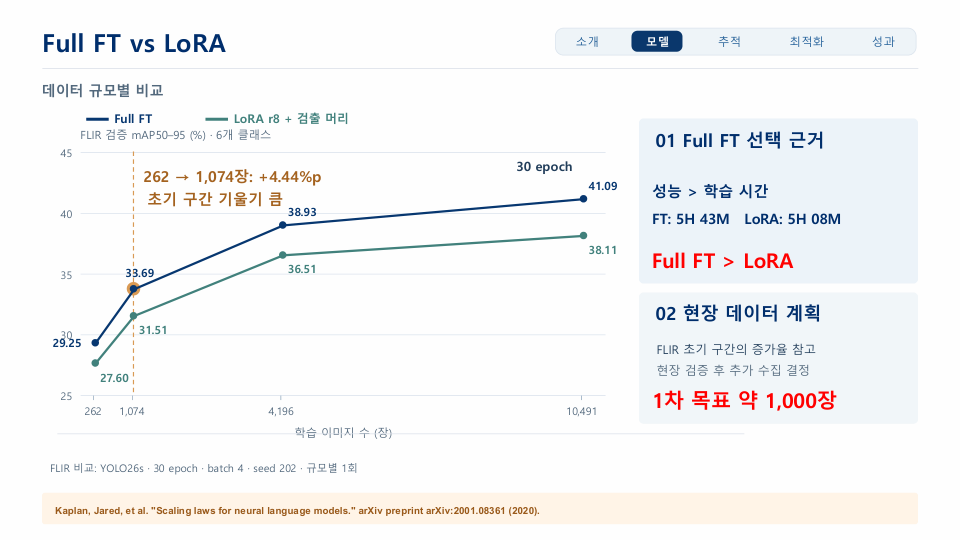 Full FT vs LoRA
소개 모델 추적 최적화 성과
데이터 규모별 비교
Full FT LoRA r8 + 검출 머리
FLIR 검증 mAP50–95 (%) · 6개 클래스
45
40
35
30
25
262 → 1,074장: +4.44%p
초기 구간 기울기 큼
30 epoch
29.25
33.69
38.93
41.09
27.60
31.51
36.51
38.11
262 1,074 4,196 10,491
학습 이미지 수 (장)
01 Full FT 선택 근거
성능 > 학습 시간
FT: 5H 43M LoRA: 5H 08M
Full FT > LoRA
02 현장 데이터 계획
FLIR 초기 구간의 증가율 참고
현장 검증 후 추가 수집 결정
1차 목표 약 1,000장
FLIR 비교: YOLO26s · 30 epoch · batch 4 · seed 202 · 규모별 1회
Kaplan, Jared, et al. "Scaling laws for neural language models." arXiv preprint arXiv:2001.08361 (2020).